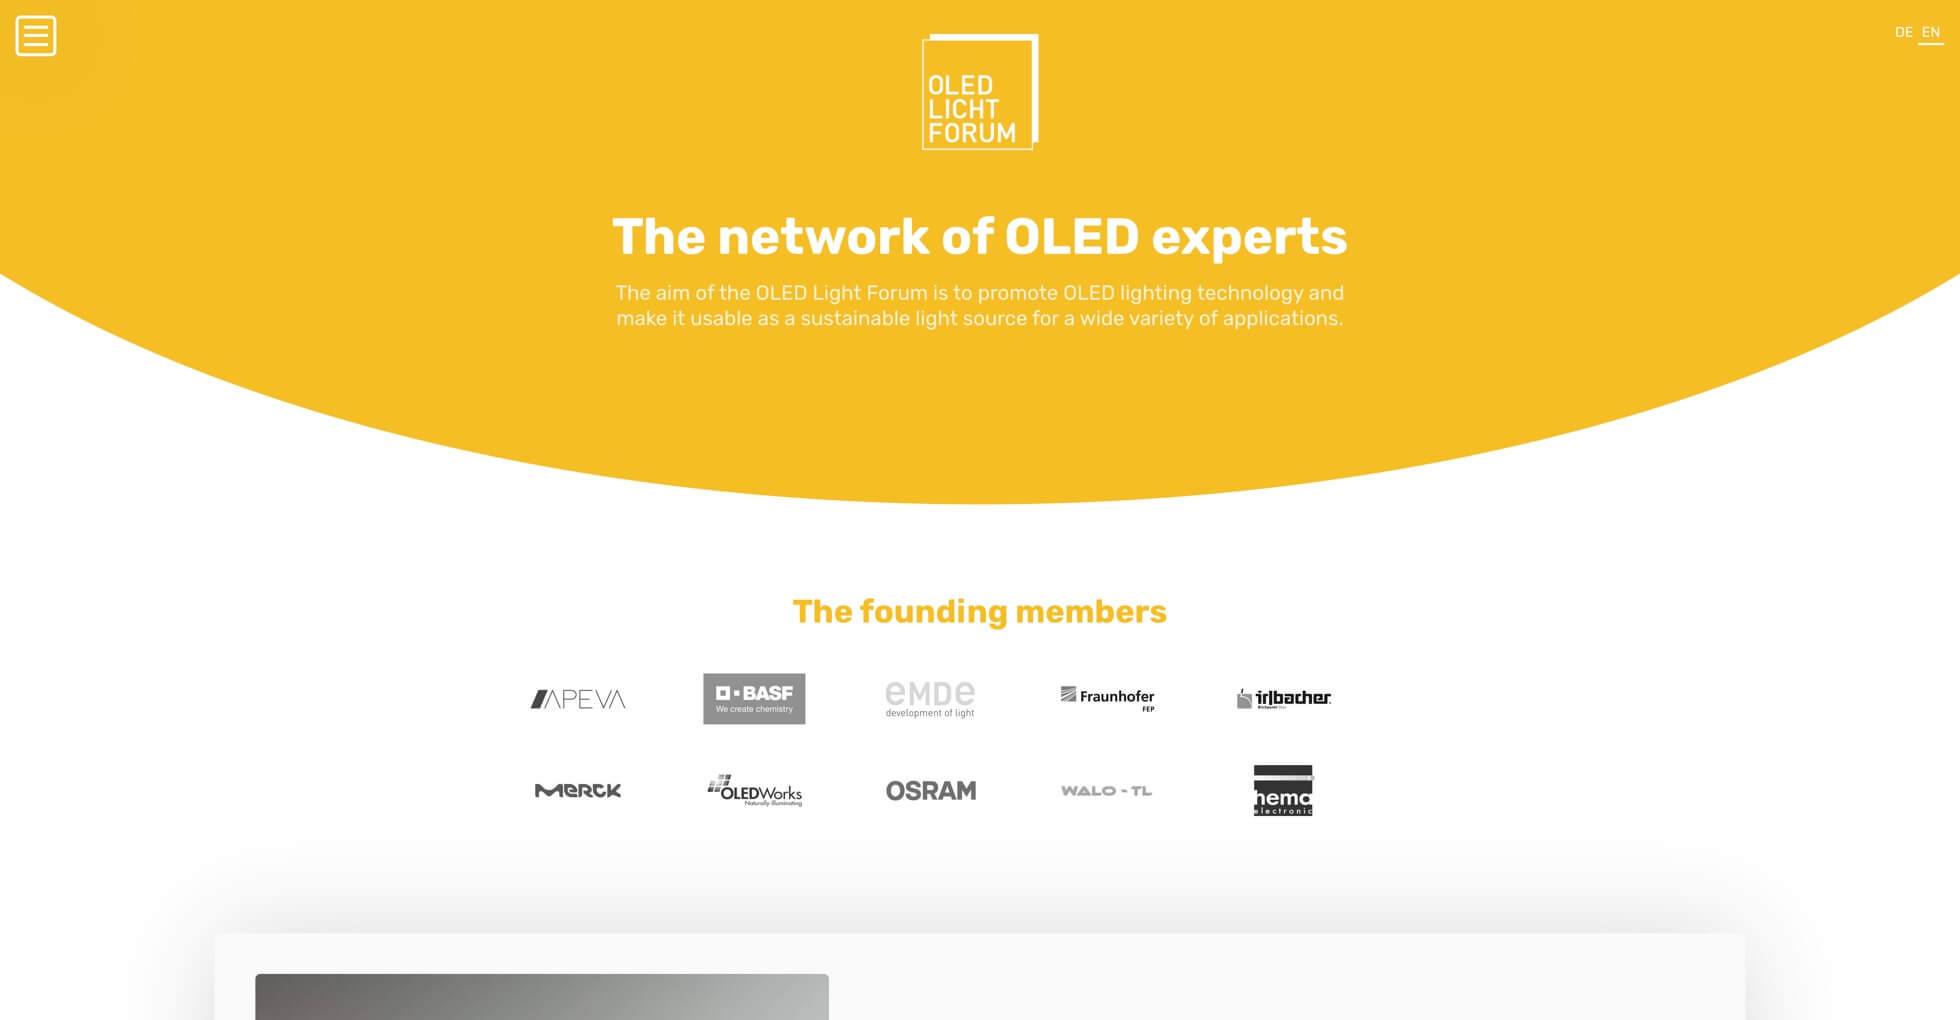 DE EN
OLED
LICHT
FORUM
The network of OLED experts
The aim of the OLED Light Forum is to promote OLED lighting technology and
make it usable as a sustainable light source for a wide variety of applications.
The founding members
APEVA
BASF
We create chemistry
eMDe
development of light
Fraunhofer
FEP
irlbacher
MERCK
OLEDWorks
Naturally Illuminating
OSRAM
WALO - TL
hema
electronic